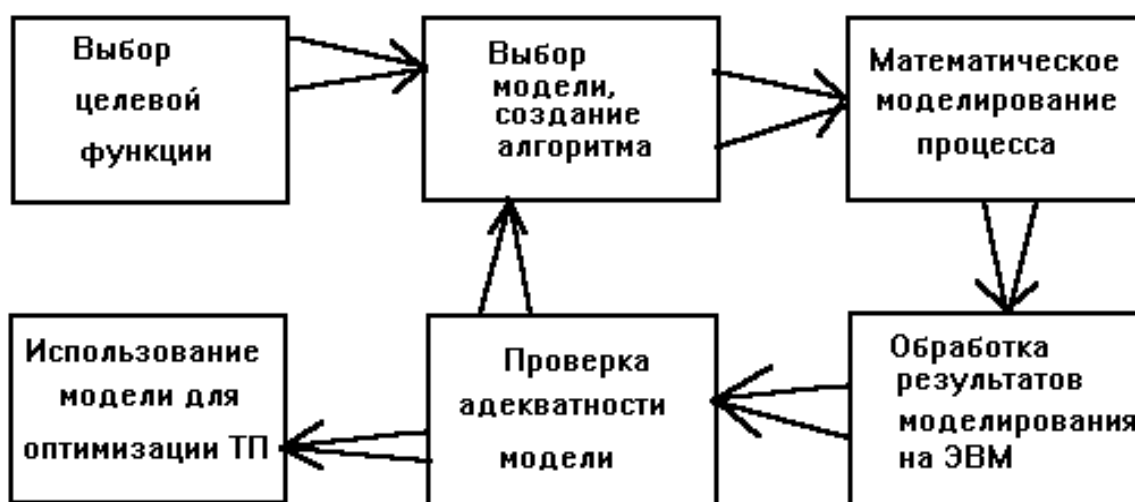 Выбор
целевой
функции
Выбор
модели,
создание
алгоритма
Математическое
моделирование
процесса
Использование
модели для
оптимизации ТП
Проверка
адекватности
модели
Обработка
результатов
моделирования
на ЭВМ